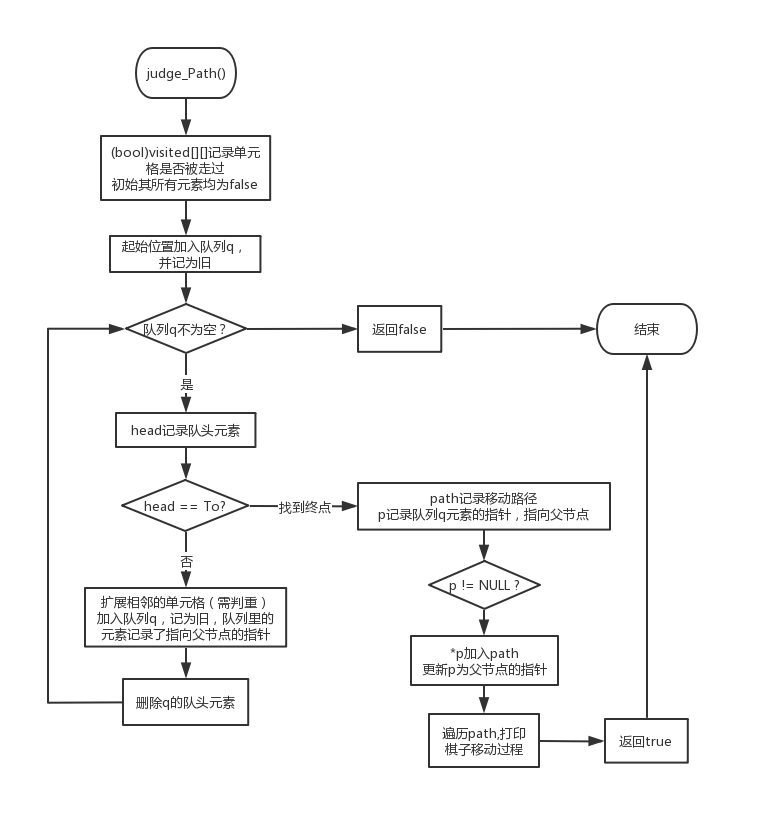 judge_Path()
(bool)visited[][]记录单元
格是否被走过
初始其所有元素均为false
起始位置加入队列q，
并记为旧
队列q不为空？
返回false
结束
是
head记录队头元素
head == To?
找到终点
path记录移动路径
p记录队列q元素的指针，指向父节点
否
p != NULL ?
扩展相邻的单元格（需判重）
加入队列q，记为旧，队列里的
元素记录了指向父节点的指针
*p加入path
更新p为父节点的指针
删除q的队头元素
遍历path,打印
棋子移动过程
返回true